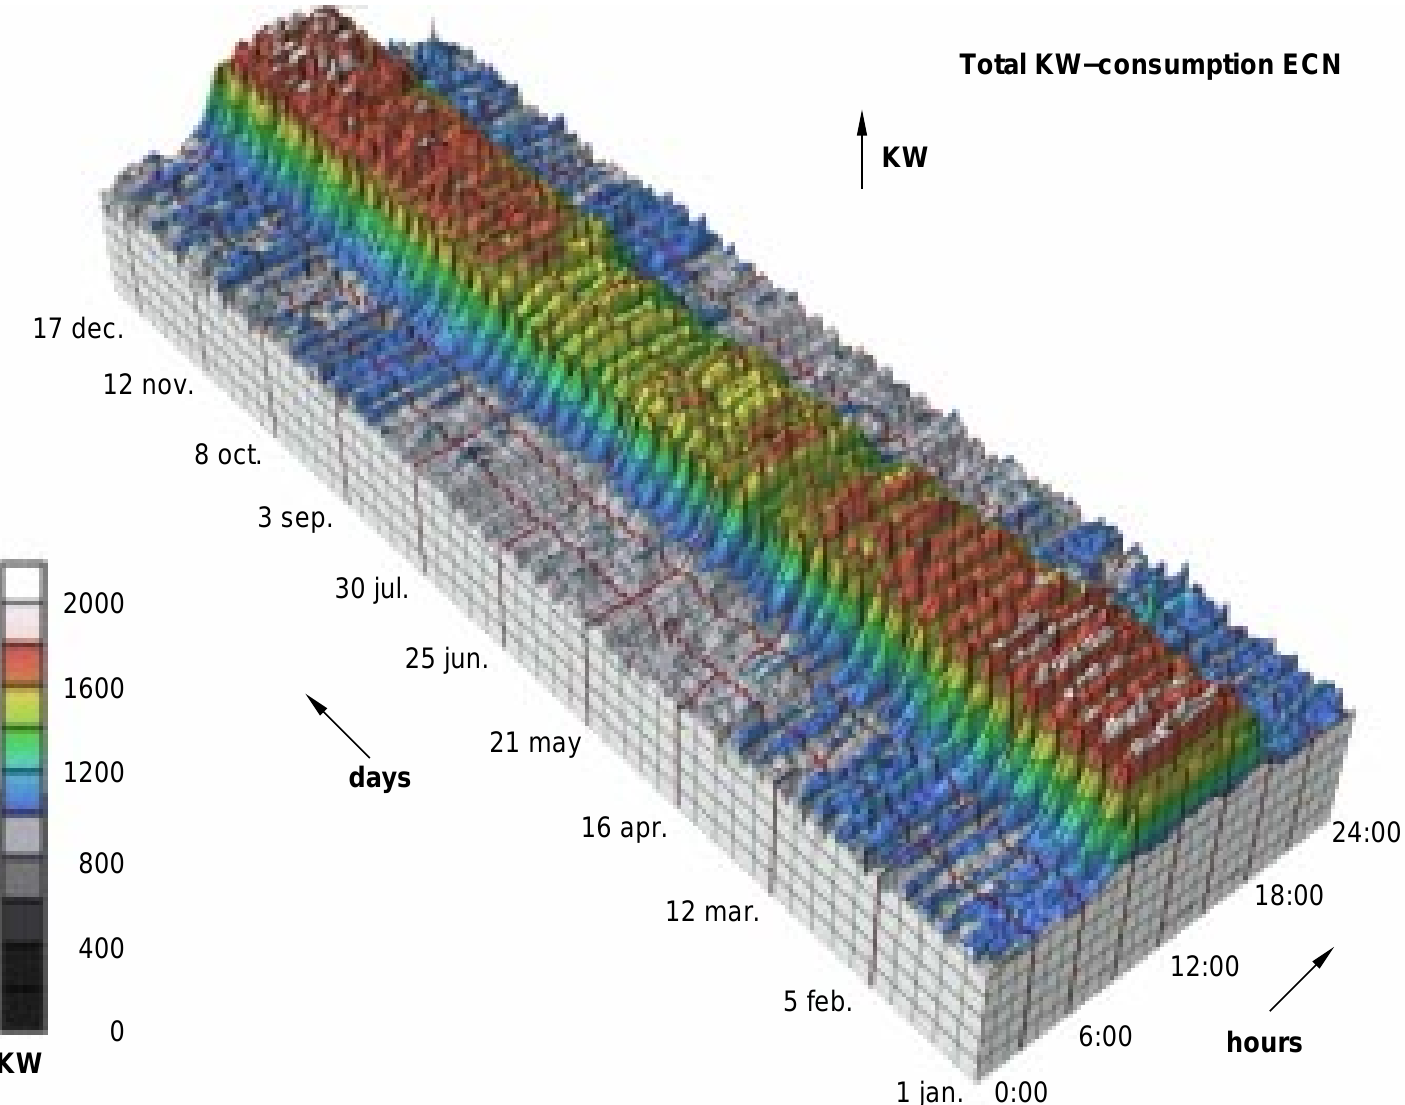 Total KW–consumption ECN
KW
17 dec.
12 nov.
8 oct.
3 sep.
30 jul.
25 jun.
21 may
16 apr.
12 mar.
5 feb.
1 jan.
days
2000
1600
1200
800
400
0
KW
0:00
6:00
12:00
18:00
24:00
hours